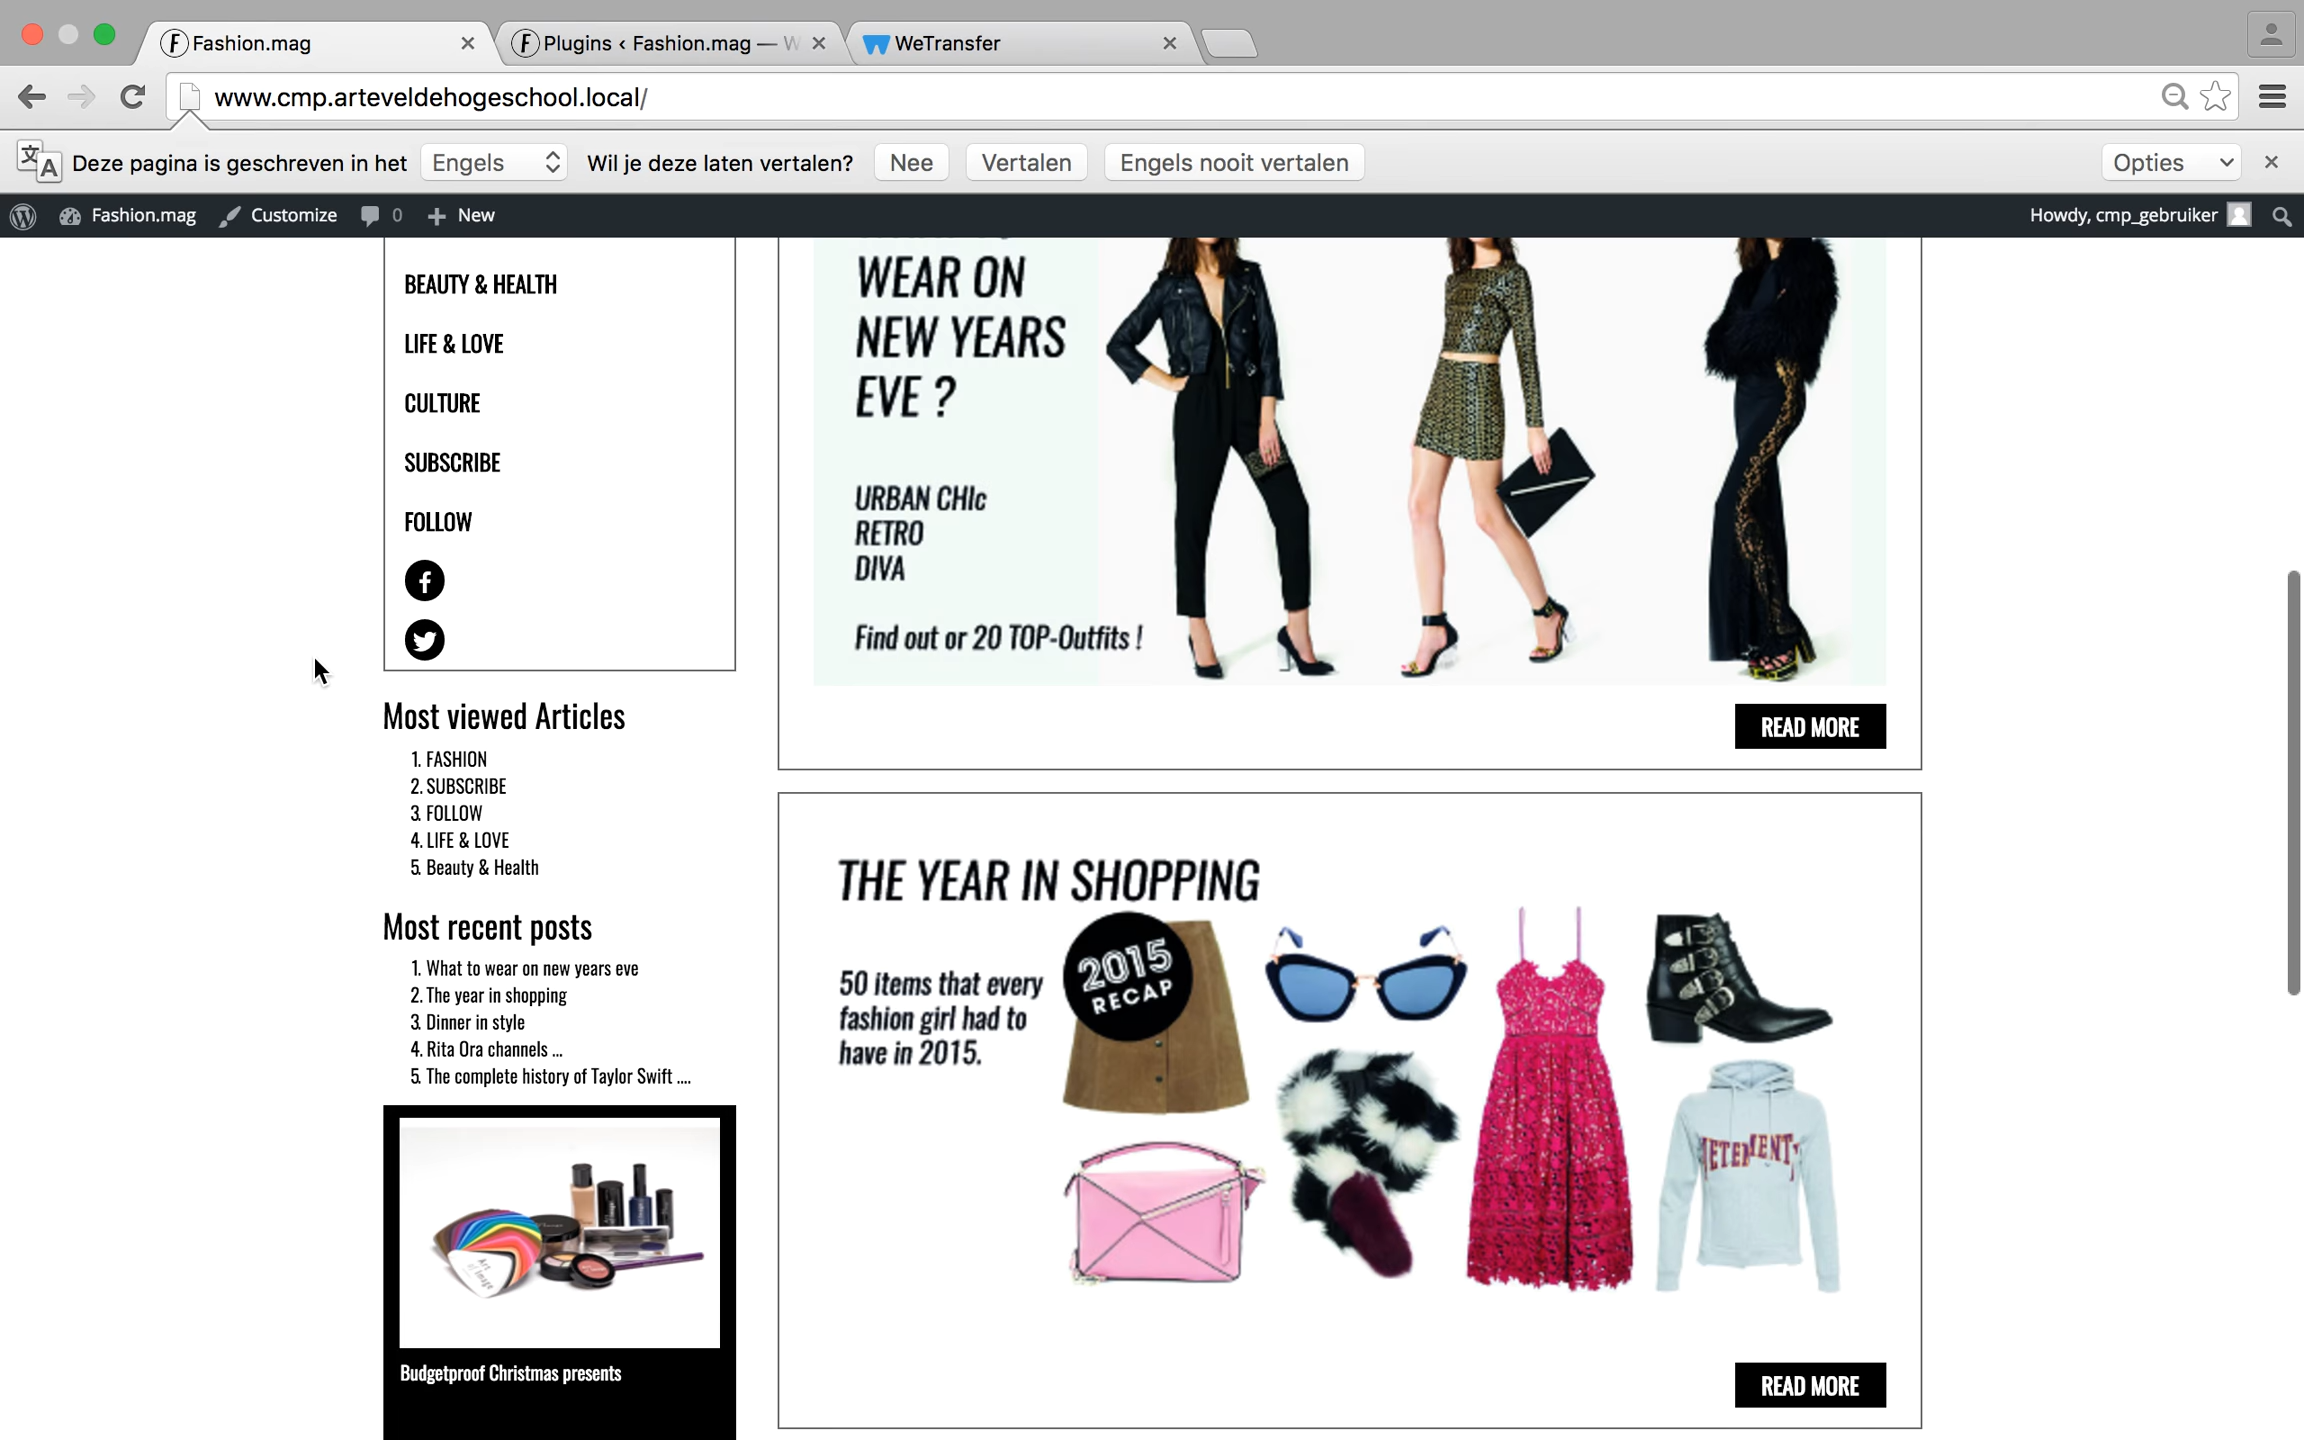 Fashion.mag
Plugins ‹ Fashion.mag — W
WeTransfer
www.cmp.arteveldehogeschool.local/
Deze pagina is geschreven in het
Engels
Wil je deze laten vertalen?
Nee
Vertalen
Engels nooit vertalen
Opties
Fashion.mag
Customize
0
New
Howdy, cmp_gebruiker
BEAUTY & HEALTH
LIFE & LOVE
CULTURE
SUBSCRIBE
FOLLOW
Most viewed Articles
1. FASHION
2. SUBSCRIBE
3. FOLLOW
4. LIFE & LOVE
5. Beauty & Health
Most recent posts
1. What to wear on new years eve
2. The year in shopping
3. Dinner in style
4. Rita Ora channels ...
5. The complete history of Taylor Swift ....
Art
of Image
Budgetproof Christmas presents
WEAR ON
NEW YEARS
EVE ?
URBAN CHIc
RETRO
DIVA
Find out or 20 TOP-Outfits !
READ MORE
THE YEAR IN SHOPPING
50 items that every
fashion girl had to
have in 2015.
2015
RECAP
READ MORE